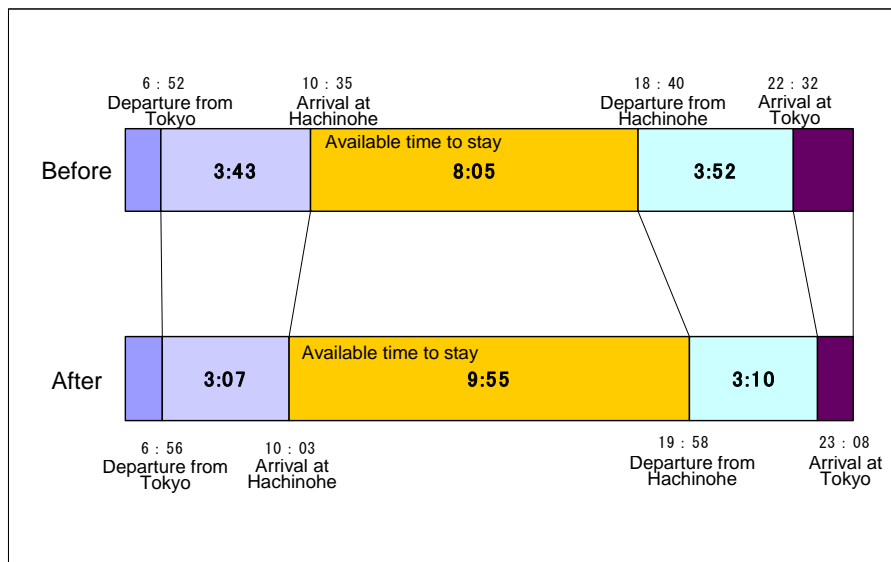 6 : 52
Departure from
Tokyo
10 : 35
Arrival at
Hachinohe
18 : 40
Departure from
Hachinohe
22 : 32
Arrival at
Tokyo
Before
3:43
Available time to stay
8:05
3:52
After
3:07
Available time to stay
9:55
3:10
6 : 56
Departure from
Tokyo
10 : 03
Arrival at
Hachinohe
19 : 58
Departure from
Hachinohe
23 : 08
Arrival at
Tokyo